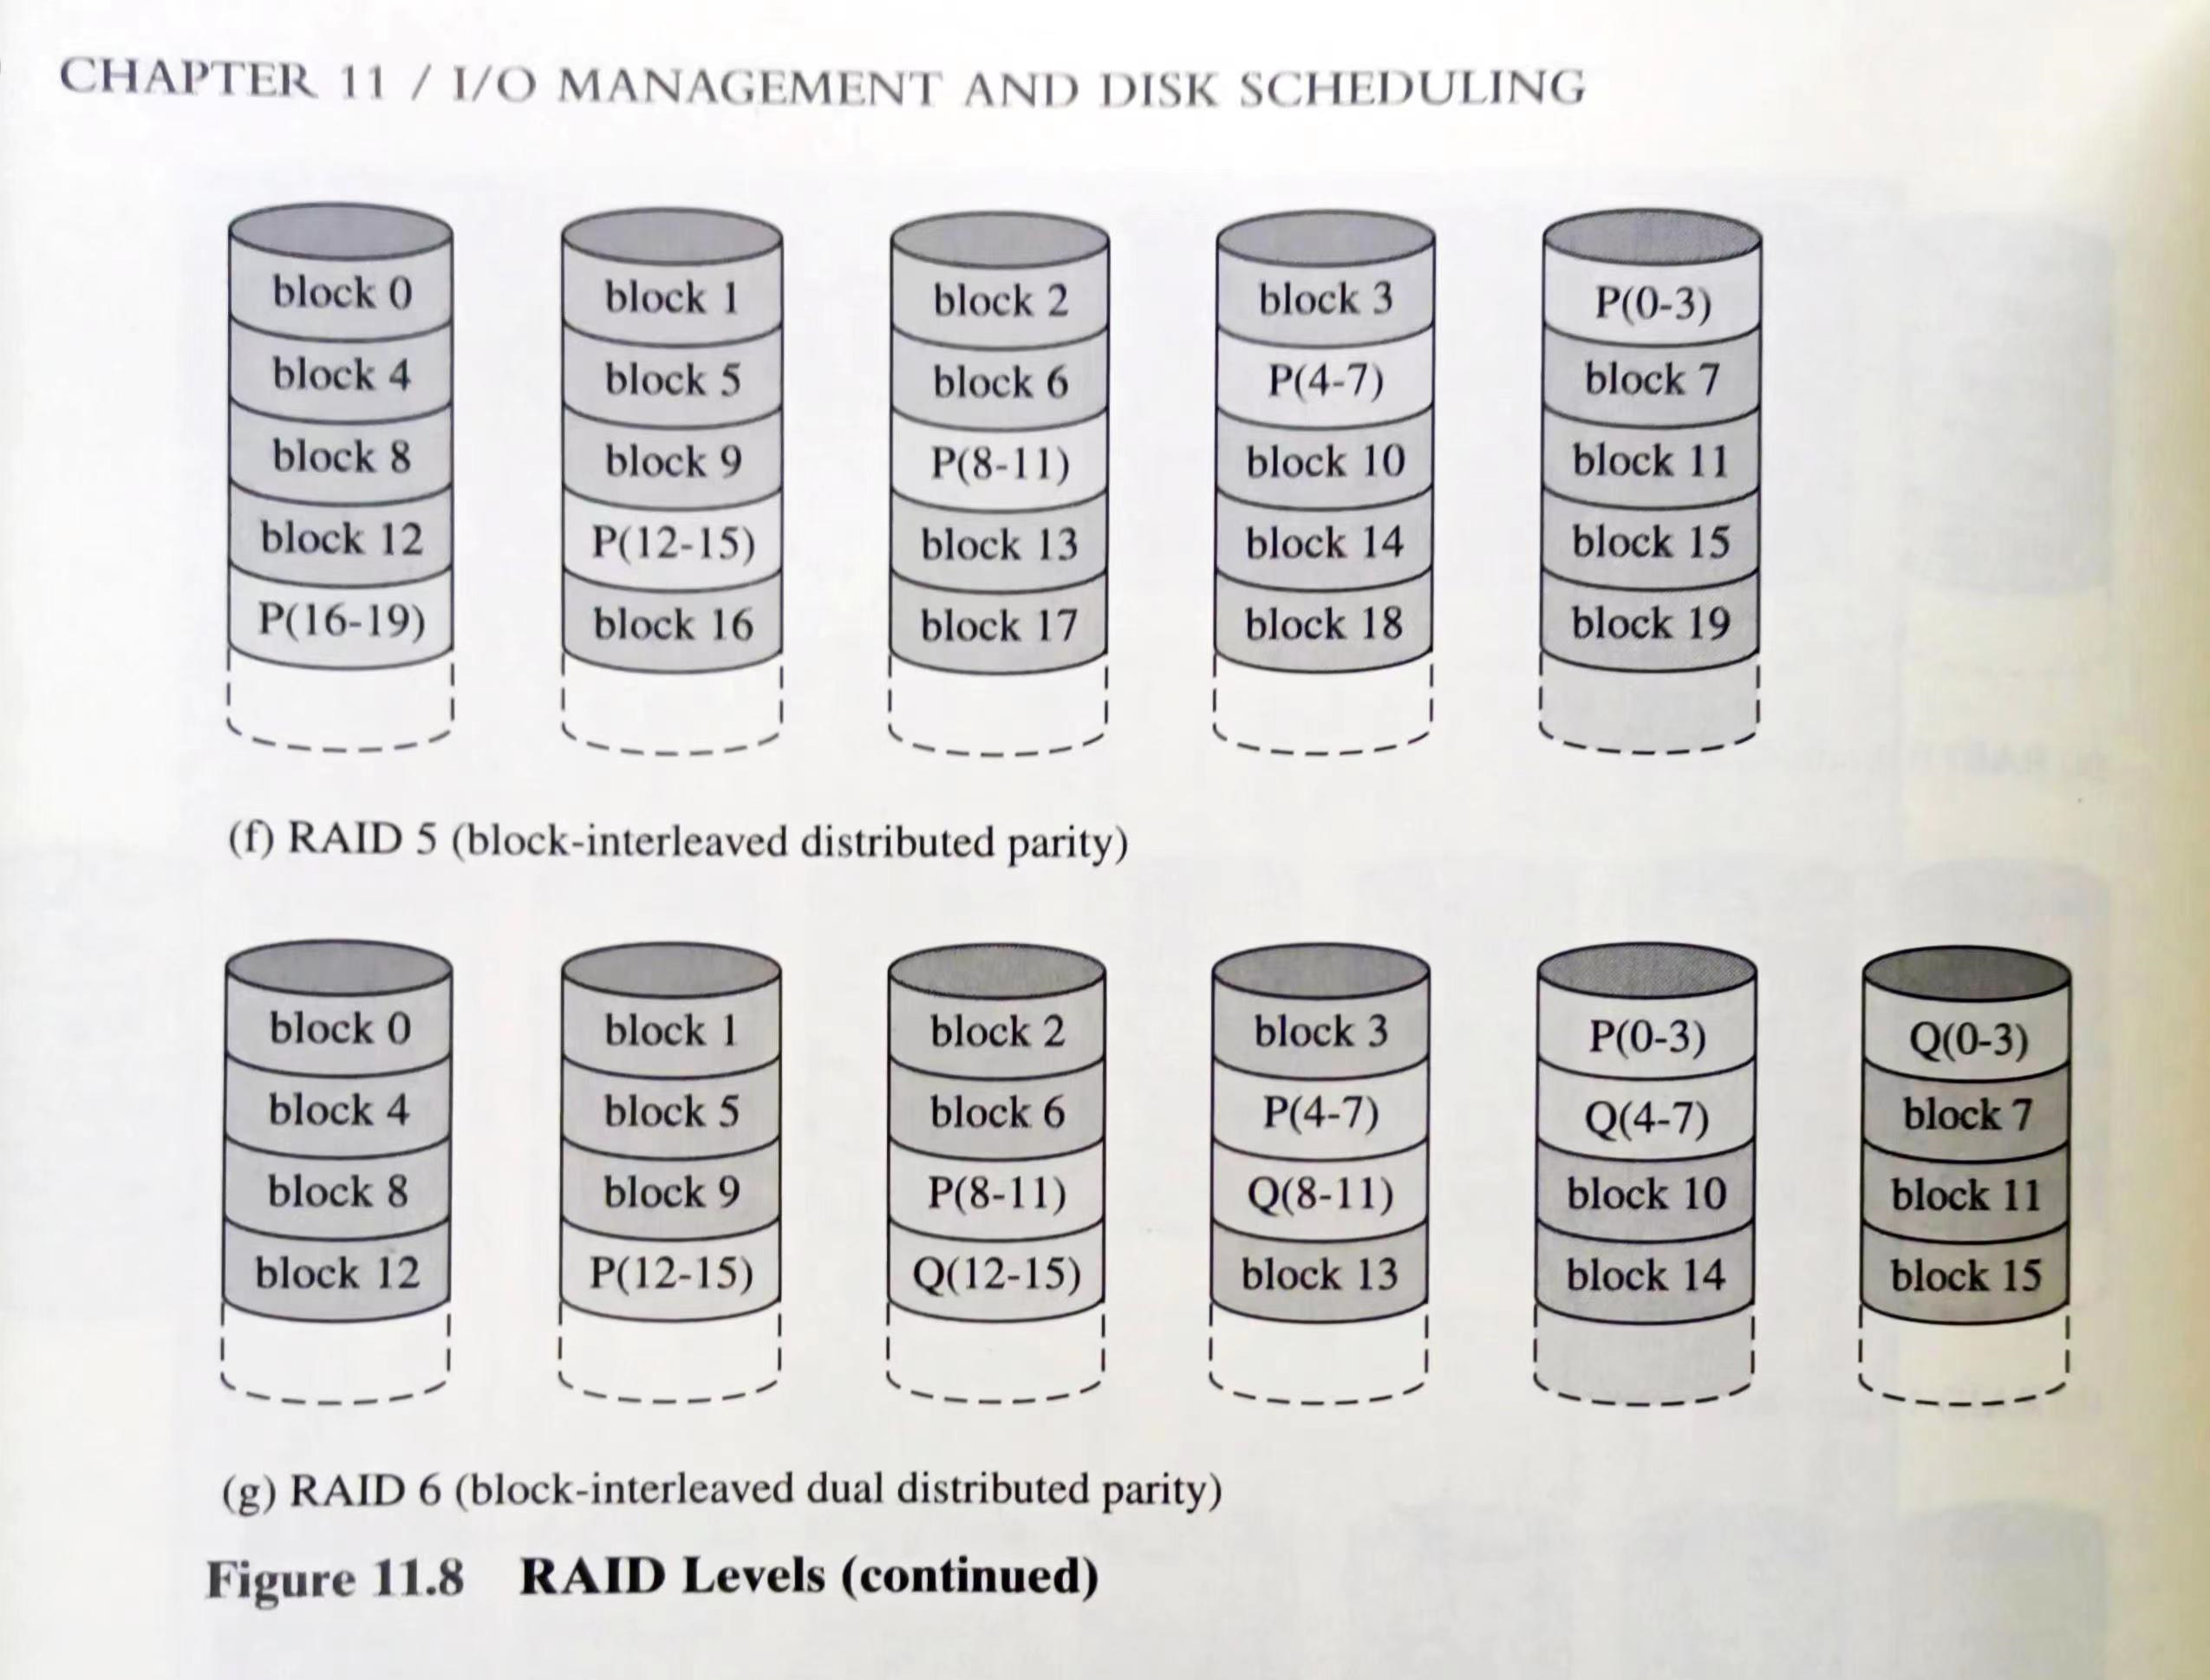 CHAPTER 11 / I/O MANAGEMENT AND DISK SCHEDULING
block 0 block 1 block 2 block 3 P(0-3)
block 4 block 5 block 6 P(4-7) block 7
block 8 block 9 P(8-11) block 10 block 11
block 12 P(12-15) block 13 block 14 block 15
P(16-19) block 16 block 17 block 18 block 19
(f) RAID 5 (block-interleaved distributed parity)
block 0 block 1 block 2 block 3 P(0-3) Q(0-3)
block 4 block 5 block 6 P(4-7) Q(4-7) block 7
block 8 block 9 P(8-11) Q(8-11) block 10 block 11
block 12 P(12-15) Q(12-15) block 13 block 14 block 15
(g) RAID 6 (block-interleaved dual distributed parity)
Figure 11.8 RAID Levels (continued)